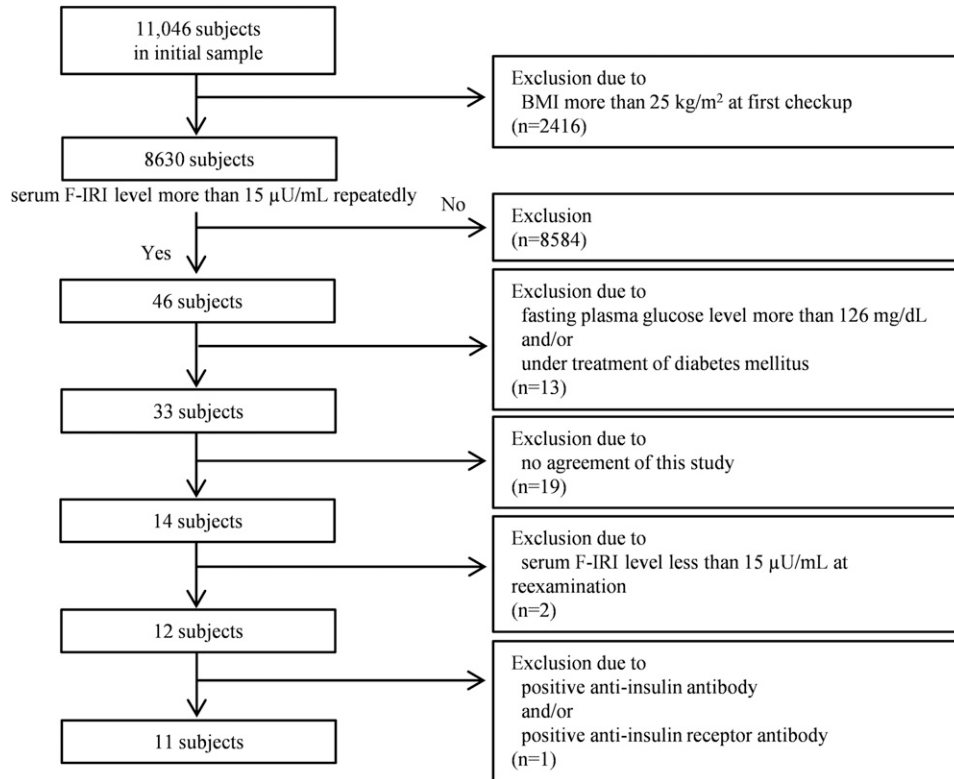 11,046 subjects
in initial sample
Exclusion due to
BMI more than 25 kg/m² at first checkup
(n=2416)
8630 subjects
serum F-IRI level more than 15 µU/mL repeatedly
No
Exclusion
(n=8584)
Yes
46 subjects
Exclusion due to
fasting plasma glucose level more than 126 mg/dL
and/or
under treatment of diabetes mellitus
(n=13)
33 subjects
Exclusion due to
no agreement of this study
(n=19)
14 subjects
Exclusion due to
serum F-IRI level less than 15 µU/mL at
reexamination
(n=2)
12 subjects
Exclusion due to
positive anti-insulin antibody
and/or
positive anti-insulin receptor antibody
(n=1)
11 subjects